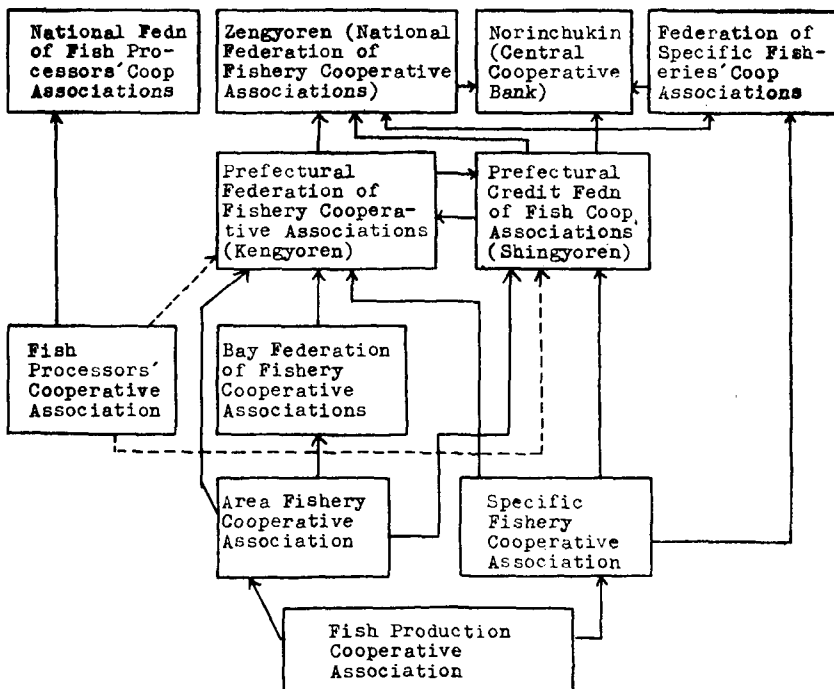 National Fedn
of Fish Pro-
cessors' Coop
Associations
Zengyoren (National
Federation of
Fishery Cooperative
Associations)
Norinchukin
(Central
Cooperative
Bank)
Federation of
Specific Fish-
eries' Coop
Associations
Prefectural
Federation of
Fishery Coopera-
tive Associations
(Kengyoren)
Prefectural
Credit Fedn
of Fish Coop
Associations
(Shingyoren)
Fish
Processors'
Cooperative
Association
Bay Federation
of Fishery
Cooperative
Associations
Area Fishery
Cooperative
Association
Specific
Fishery
Cooperative
Association
Fish Production
Cooperative
Association